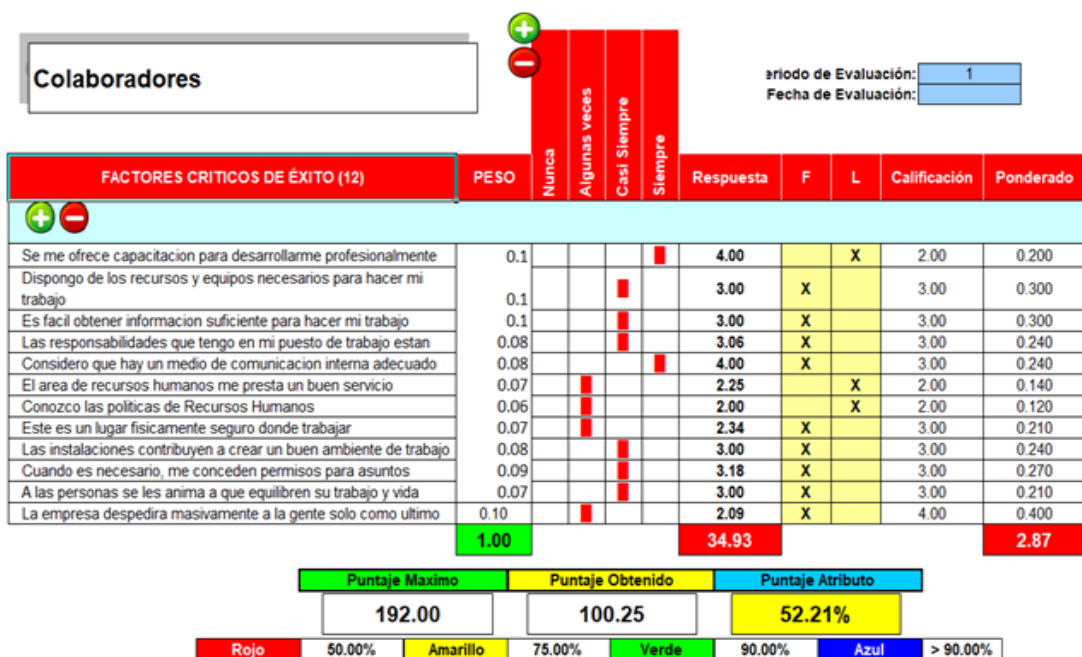 Colaboradores
eriodo de Evaluación: 1
Fecha de Evaluación:
FACTORES CRITICOS DE ÉXITO (12) PESO Nunca Algunas veces Casi Siempre Siempre Respuesta F L Calificación Ponderado
Se me ofrece capacitacion para desarrollarme profesionalmente 0.1 4.00 X 2.00 0.200
Dispongo de los recursos y equipos necesarios para hacer mi
trabajo 0.1 3.00 X 3.00 0.300
Es facil obtener informacion suficiente para hacer mi trabajo 0.1 3.00 X 3.00 0.300
Las responsabilidades que tengo en mi puesto de trabajo estan 0.08 3.06 X 3.00 0.240
Considero que hay un medio de comunicacion interna adecuado 0.08 4.00 X 3.00 0.240
El area de recursos humanos me presta un buen servicio 0.07 2.25 X 2.00 0.140
Conozco las politicas de Recursos Humanos 0.06 2.00 X 2.00 0.120
Este es un lugar fisicamente seguro donde trabajar 0.07 2.34 X 3.00 0.210
Las instalaciones contribuyen a crear un buen ambiente de trabajo 0.08 3.00 X 3.00 0.240
Cuando es necesario, me conceden permisos para asuntos 0.09 3.18 X 3.00 0.270
A las personas se les anima a que equilibren su trabajo y vida 0.07 3.00 X 3.00 0.210
La empresa despedira masivamente a la gente solo como ultimo 0.10 2.09 X 4.00 0.400
1.00 34.93 2.87
Puntaje Maximo Puntaje Obtenido Puntaje Atributo
192.00 100.25 52.21%
Rojo 50.00% Amarillo 75.00% Verde 90.00% Azul > 90.00%